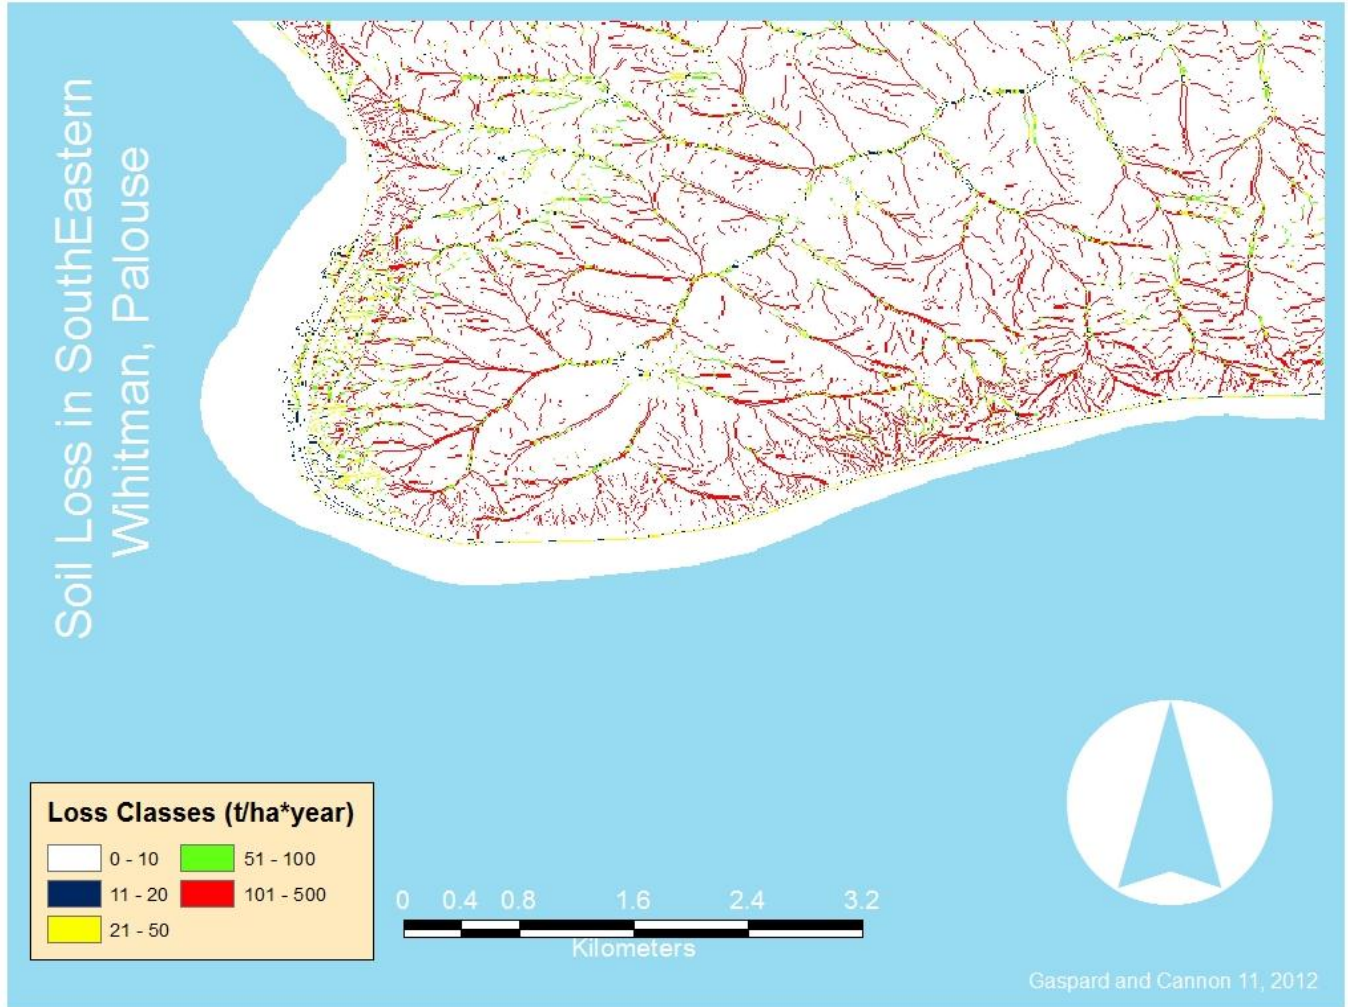 Soil Loss in SouthEastern
Whitman, Palouse
Loss Classes (t/ha*year)
0 - 10
51 - 100
11 - 20
101 - 500
21 - 50
0 0.4 0.8 1.6 2.4 3.2
Kilometers
Gaspard and Cannon 11, 2012